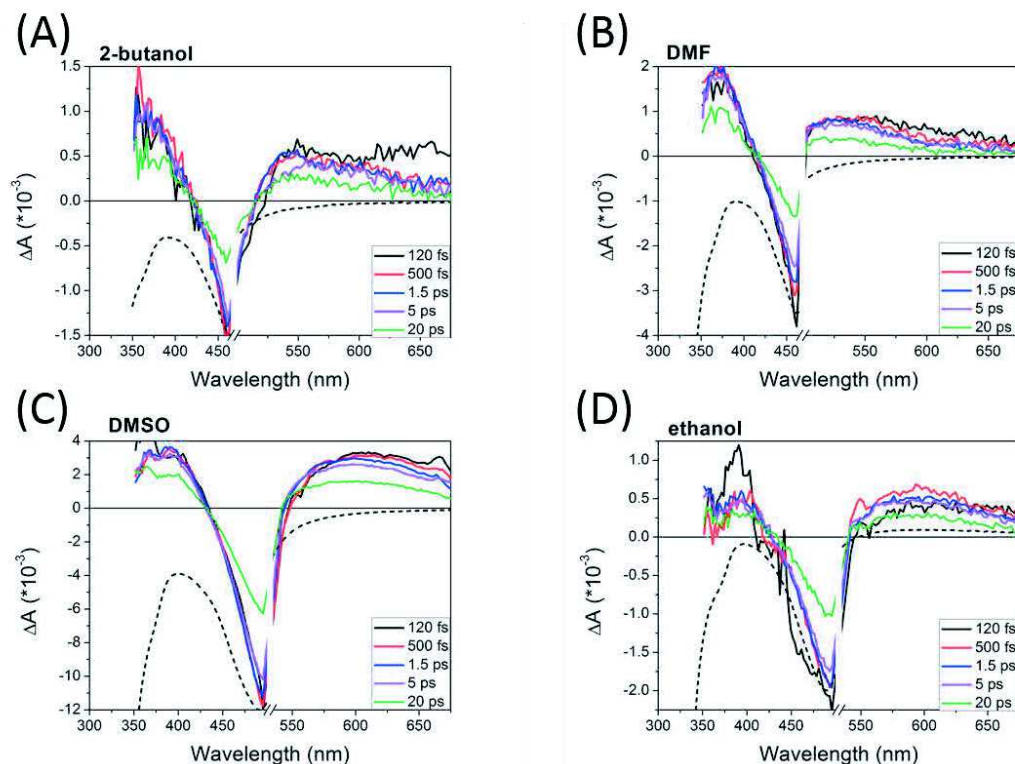 (A)
2-butanol
1.5
1.0
0.5
0.0
-0.5
-1.0
-1.5
ΔA (*10⁻³)
120 fs
500 fs
1.5 ps
5 ps
20 ps
300 350 400 450 550 600 650
Wavelength (nm)
(B)
DMF
2
1
0
-1
-2
-3
-4
ΔA (*10⁻³)
120 fs
500 fs
1.5 ps
5 ps
20 ps
300 350 400 450 550 600 650
Wavelength (nm)
(C)
DMSO
4
2
0
-2
-4
-6
-8
-10
-12
ΔA (*10⁻³)
120 fs
500 fs
1.5 ps
5 ps
20 ps
300 350 400 450 550 600 650
Wavelength (nm)
(D)
ethanol
1.0
0.5
0.0
-0.5
-1.0
-1.5
-2.0
ΔA (*10⁻³)
120 fs
500 fs
1.5 ps
5 ps
20 ps
300 350 400 450 550 600 650
Wavelength (nm)